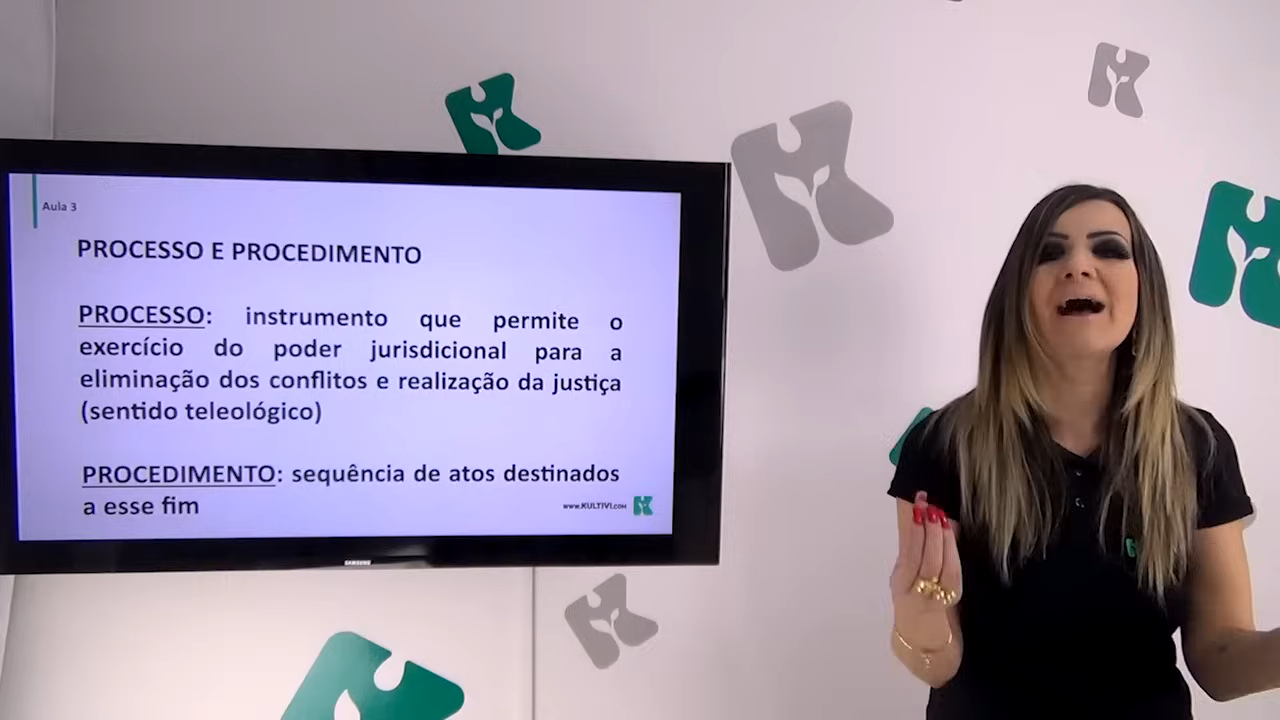 Aula 3
PROCESSO E PROCEDIMENTO
PROCESSO: instrumento que permite o
exercício do poder jurisdicional para a
eliminação dos conflitos e realização da justiça
(sentido teleológico)
PROCEDIMENTO: sequência de atos destinados
a esse fim
www.KULTIVI.com
SAMSUNG